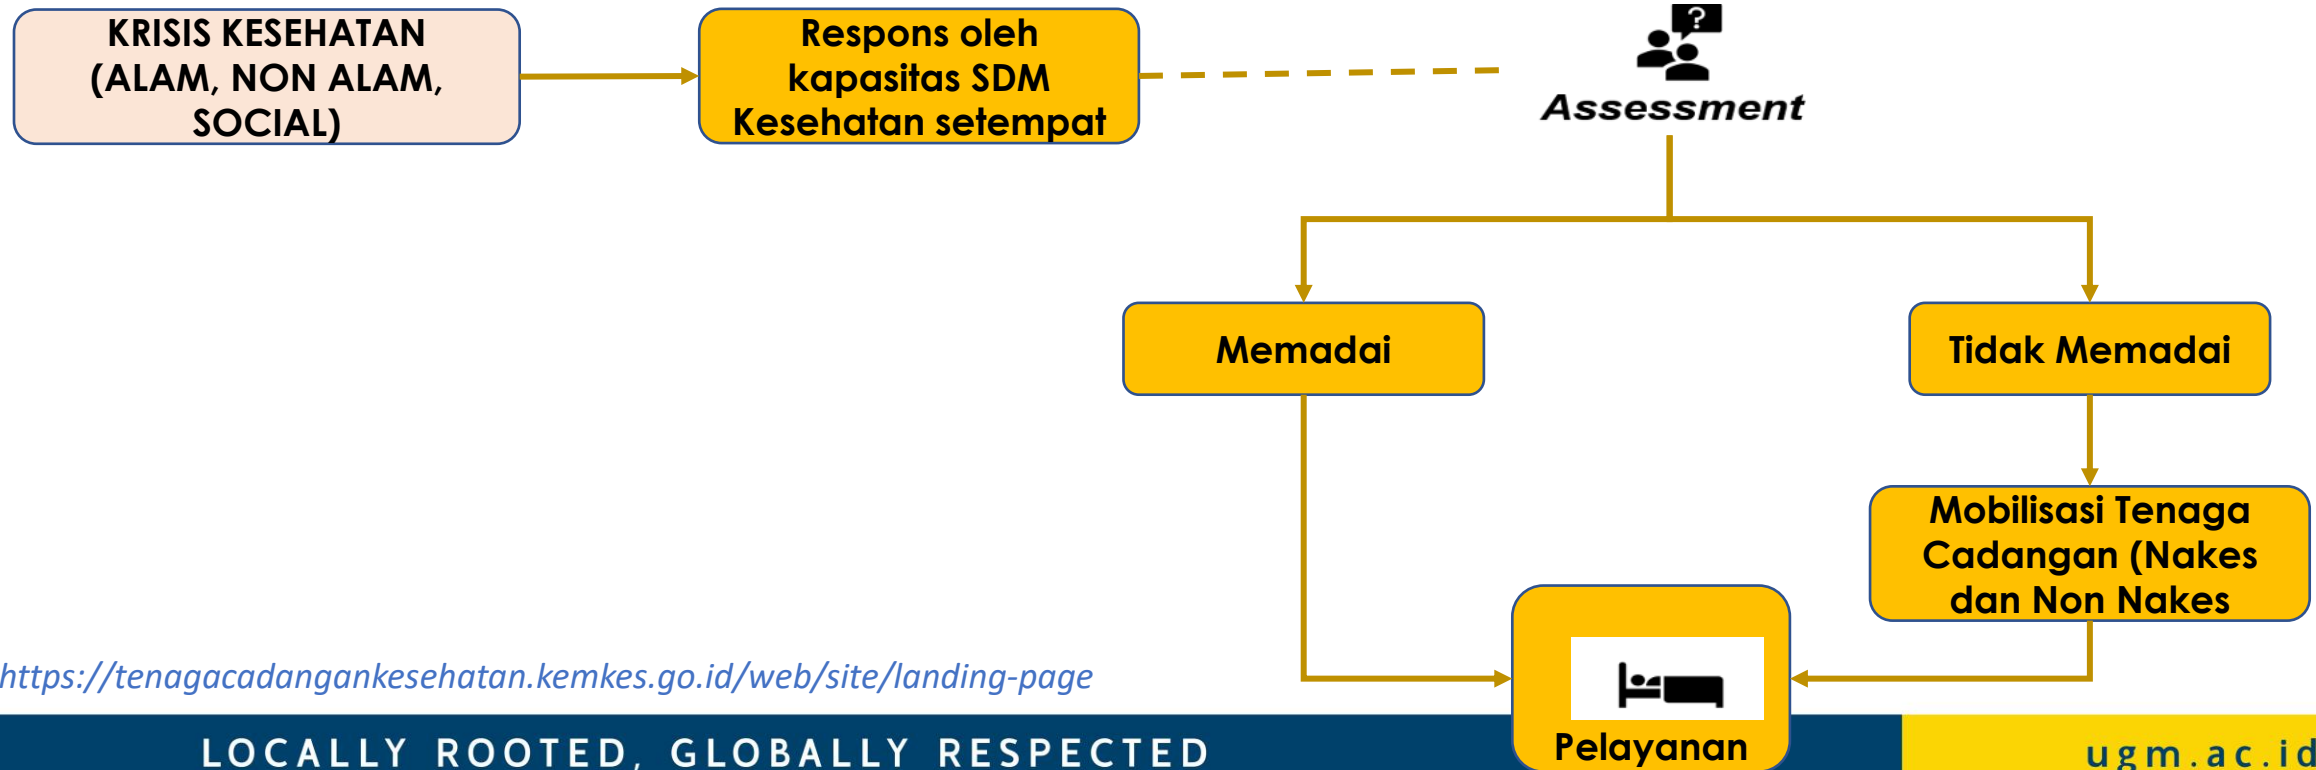 KRISIS KESEHATAN
(ALAM, NON ALAM,
SOCIAL)
Respons oleh
kapasitas SDM
Kesehatan setempat
?
Assessment
Memadai
Tidak Memadai
Mobilisasi Tenaga
Cadangan (Nakes
dan Non Nakes
Pelayanan
https://tenagacadangankesehatan.kemkes.go.id/web/site/landing-page
LOCALLY ROOTED, GLOBALLY RESPECTED
ugm.ac.id